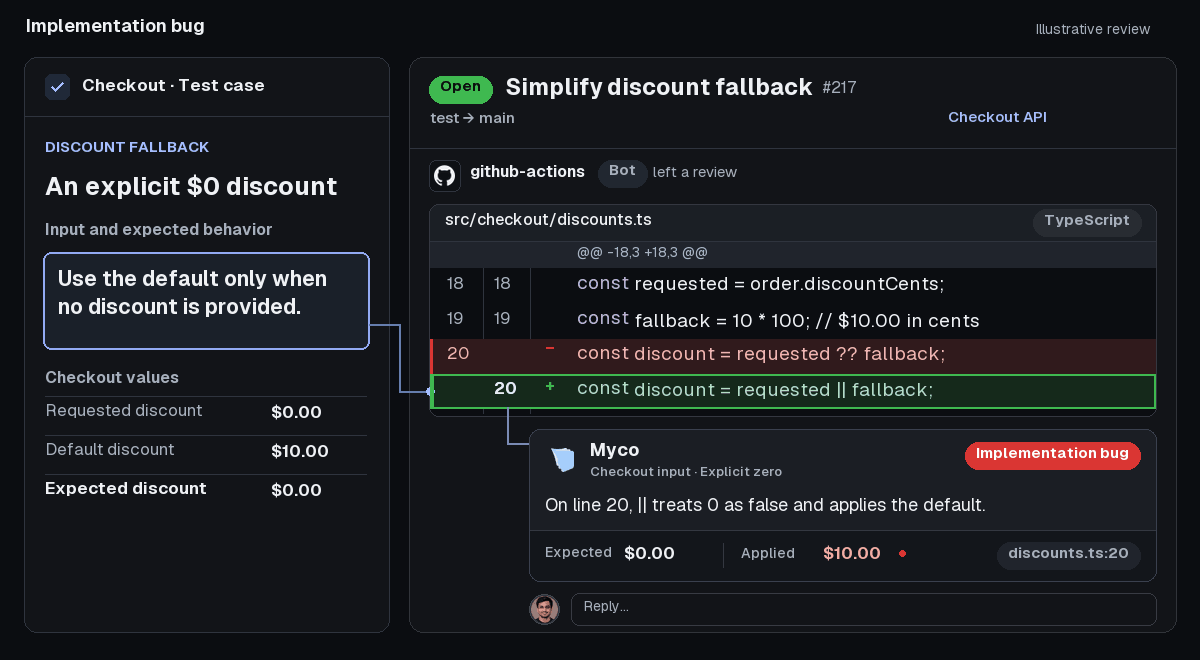 Implementation bug
Illustrative review
Checkout · Test case
DISCOUNT FALLBACK
An explicit $0 discount
Input and expected behavior
Use the default only when
no discount is provided.
Checkout values
Requested discount $0.00
Default discount $10.00
Expected discount $0.00
Open Simplify discount fallback #217
test → main
Checkout API
github-actions Bot left a review
src/checkout/discounts.ts TypeScript
@@ -18,3 +18,3 @@
18 18 const requested = order.discountCents;
19 19 const fallback = 10 * 100; // $10.00 in cents
20 − const discount = requested ?? fallback;
20 + const discount = requested || fallback;
Myco
Checkout input · Explicit zero
Implementation bug
On line 20, || treats 0 as false and applies the default.
Expected $0.00 Applied $10.00 discounts.ts:20
Reply...